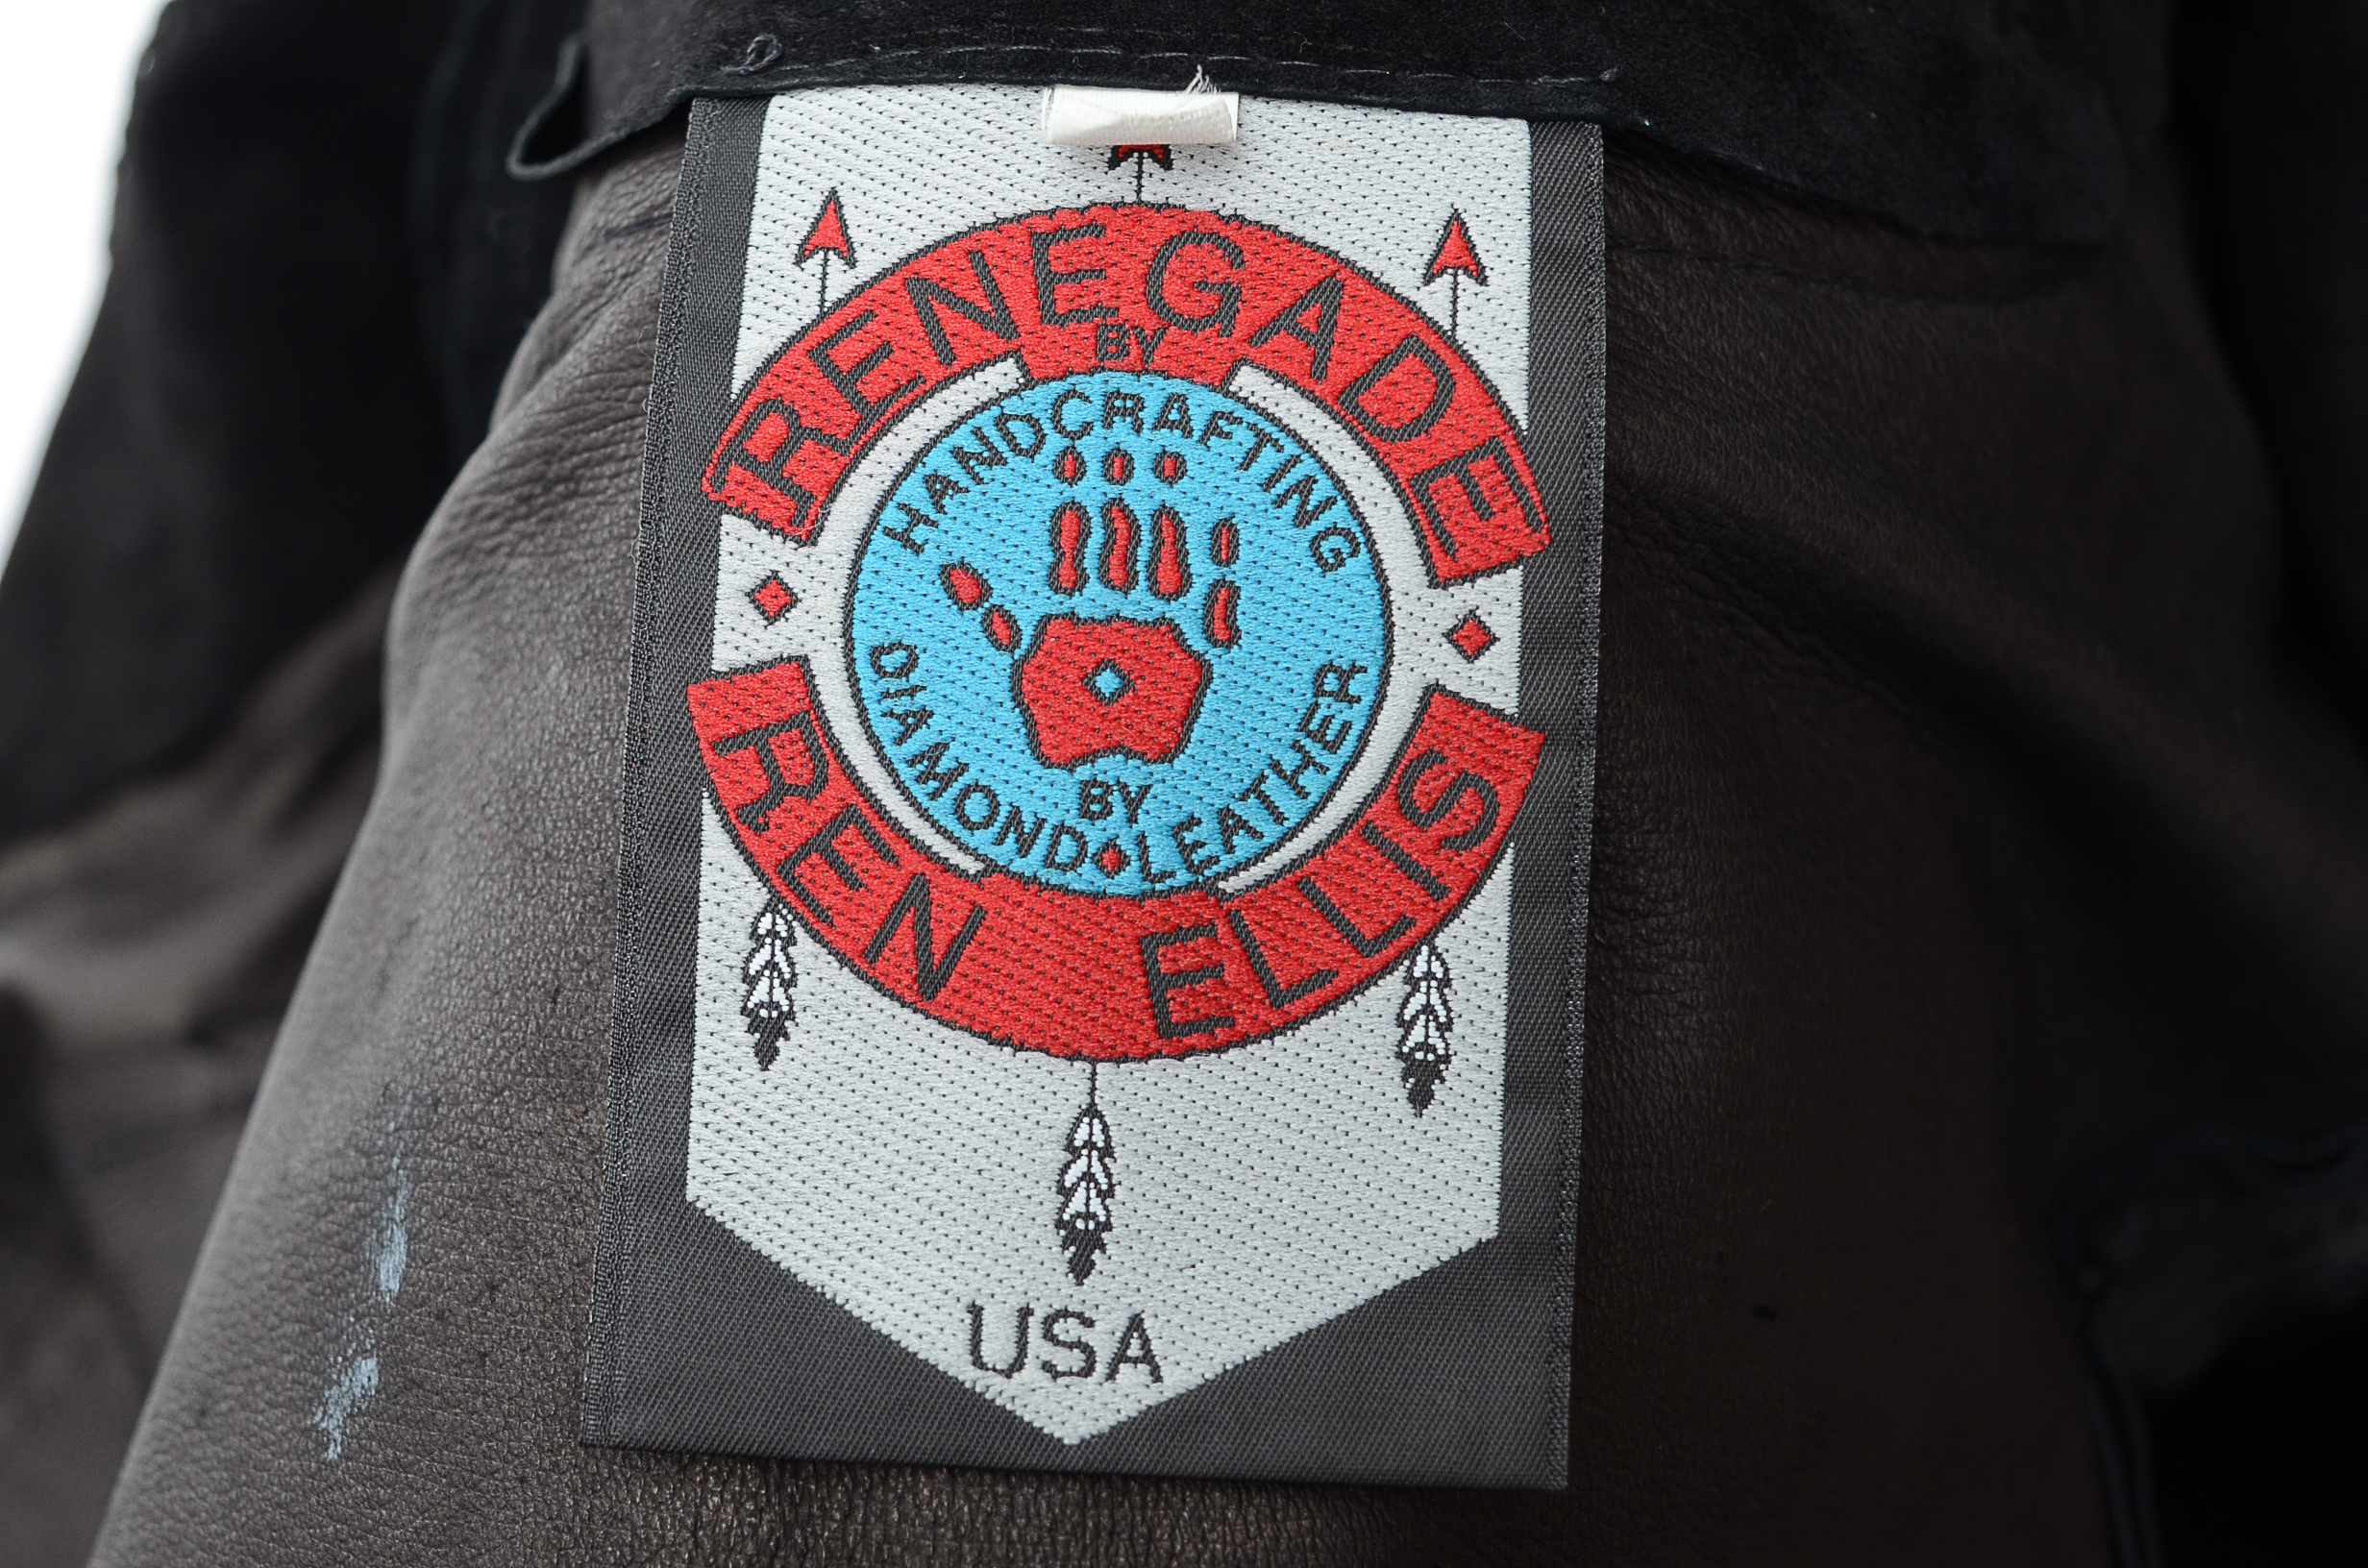 RENEGADE
BY
HANDCRAFTING
BY
DIAMOND LEATHER
REN ELLIS
USA